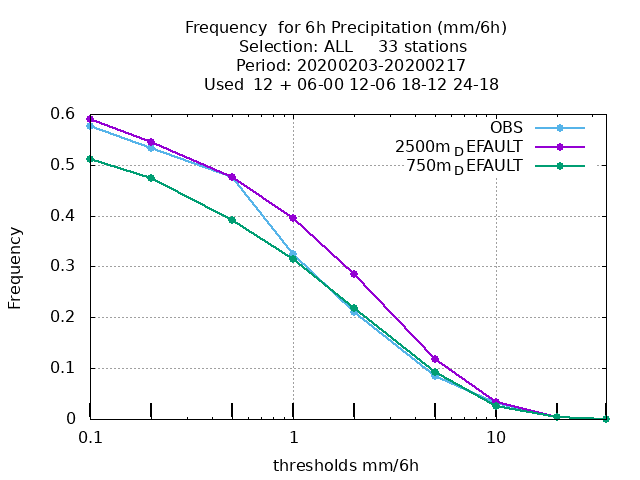 Frequency  for 6h Precipitation (mm/6h)
Selection: ALL     33 stations
Period: 20200203-20200217
Used  12 + 06-00 12-06 18-12 24-18
0.6
OBS
2500m_DEFAULT
0.5
750m_DEFAULT
0.4
Frequency
0.3
0.2
0.1
0
0.1 1 10
thresholds mm/6h